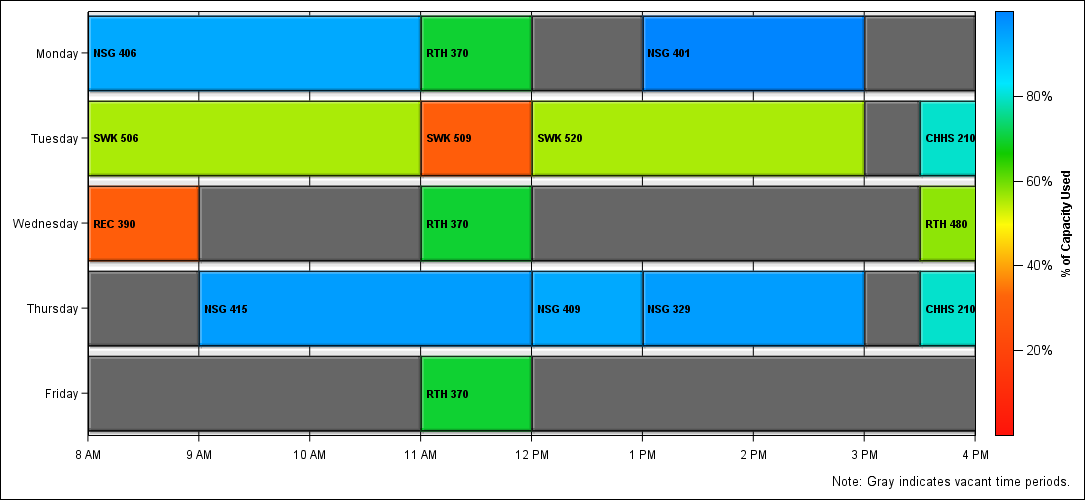 Monday
NSG 406
RTH 370
NSG 401
Tuesday
SWK 506
SWK 509
SWK 520
CHHS 210
Wednesday
REC 390
RTH 370
RTH 480
Thursday
NSG 415
NSG 409
NSG 329
CHHS 210
Friday
RTH 370
8 AM
9 AM
10 AM
11 AM
12 PM
1 PM
2 PM
3 PM
4 PM
80%
60%
40%
20%
% of Capacity Used
Note: Gray indicates vacant time periods.